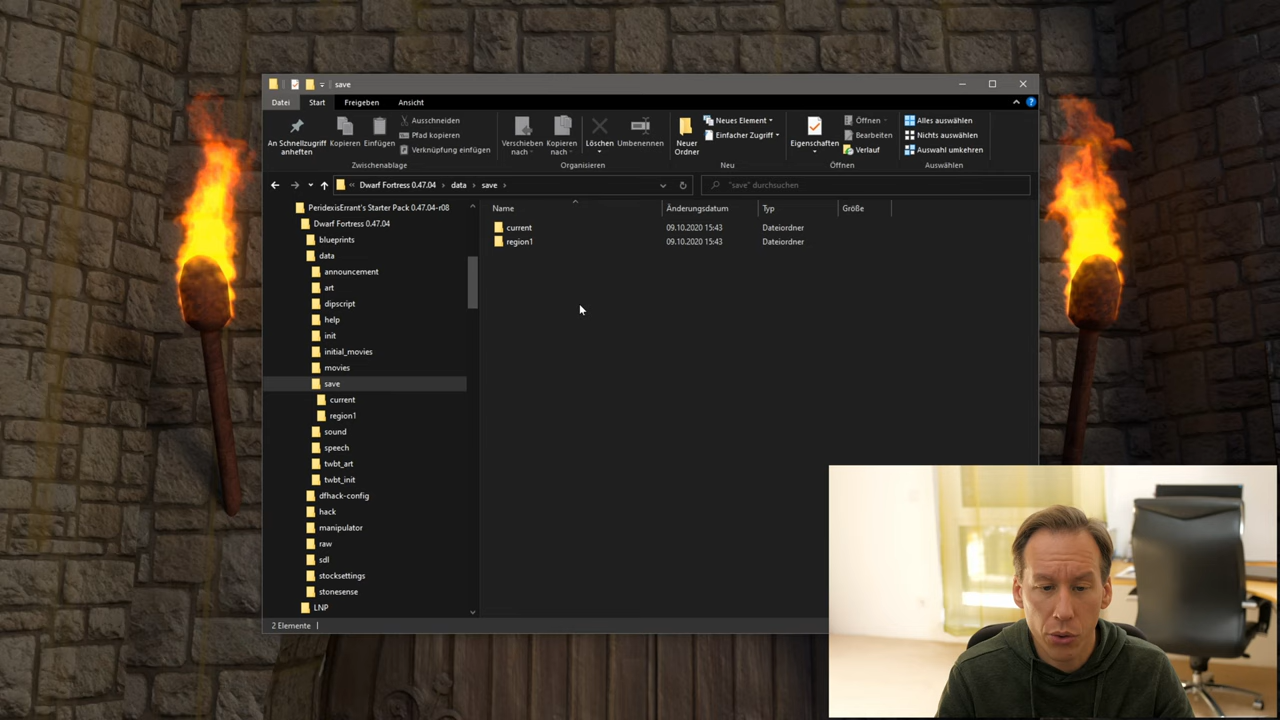 save
Datei Start Freigeben Ansicht
An Schnellzugriff anheften
Kopieren
Einfügen
Ausschneiden
Pfad kopieren
Verknüpfung einfügen
Zwischenablage
Verschieben nach
Kopieren nach
Löschen
Umbenennen
Organisieren
Neuer Ordner
Neues Element
Einfacher Zugriff
Neu
Eigenschaften
Öffnen
Bearbeiten
Verlauf
Öffnen
Alles auswählen
Nichts auswählen
Auswahl umkehren
Auswählen
« Dwarf Fortress 0.47.04 › data › save ›
"save" durchsuchen
PeridexisErrant's Starter Pack 0.47.04-r08
Dwarf Fortress 0.47.04
blueprints
data
announcement
art
dipscript
help
init
initial_movies
movies
save
current
region1
sound
speech
twbt_art
twbt_init
dfhack-config
hack
manipulator
raw
sdl
stocksettings
stonesense
LNP
Name Änderungsdatum Typ Größe
current 09.10.2020 15:43 Dateiordner
region1 09.10.2020 15:43 Dateiordner
2 Elemente